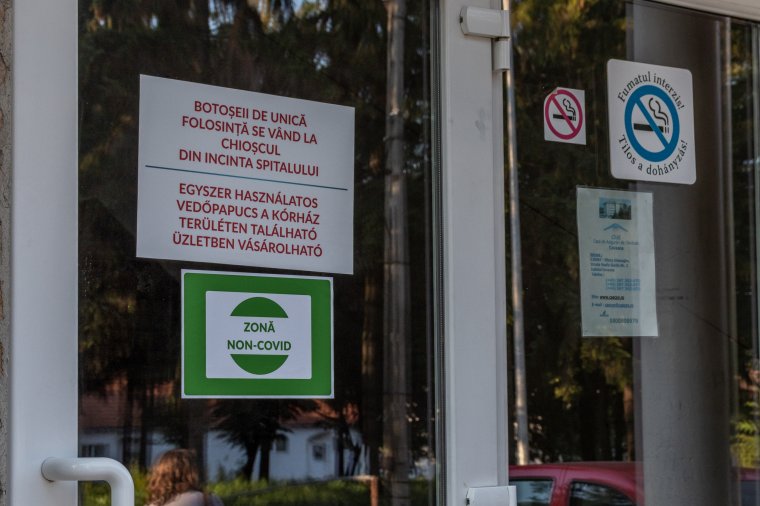 BOTOȘEII DE UNICĂ
FOLOSINȚĂ SE VÂND LA
CHIOȘCUL
DIN INCINTA SPITALULUI
EGYSZER HASZNÁLATOS
VEDŐPAPUCS A KÓRHÁZ
TERÜLETÉN TALÁLHATÓ
ÜZLETBEN VÁSÁROLHATÓ
ZONĂ
NON-COVID
Fumatul interzis!
Tilos a dohányzás!
Covasna